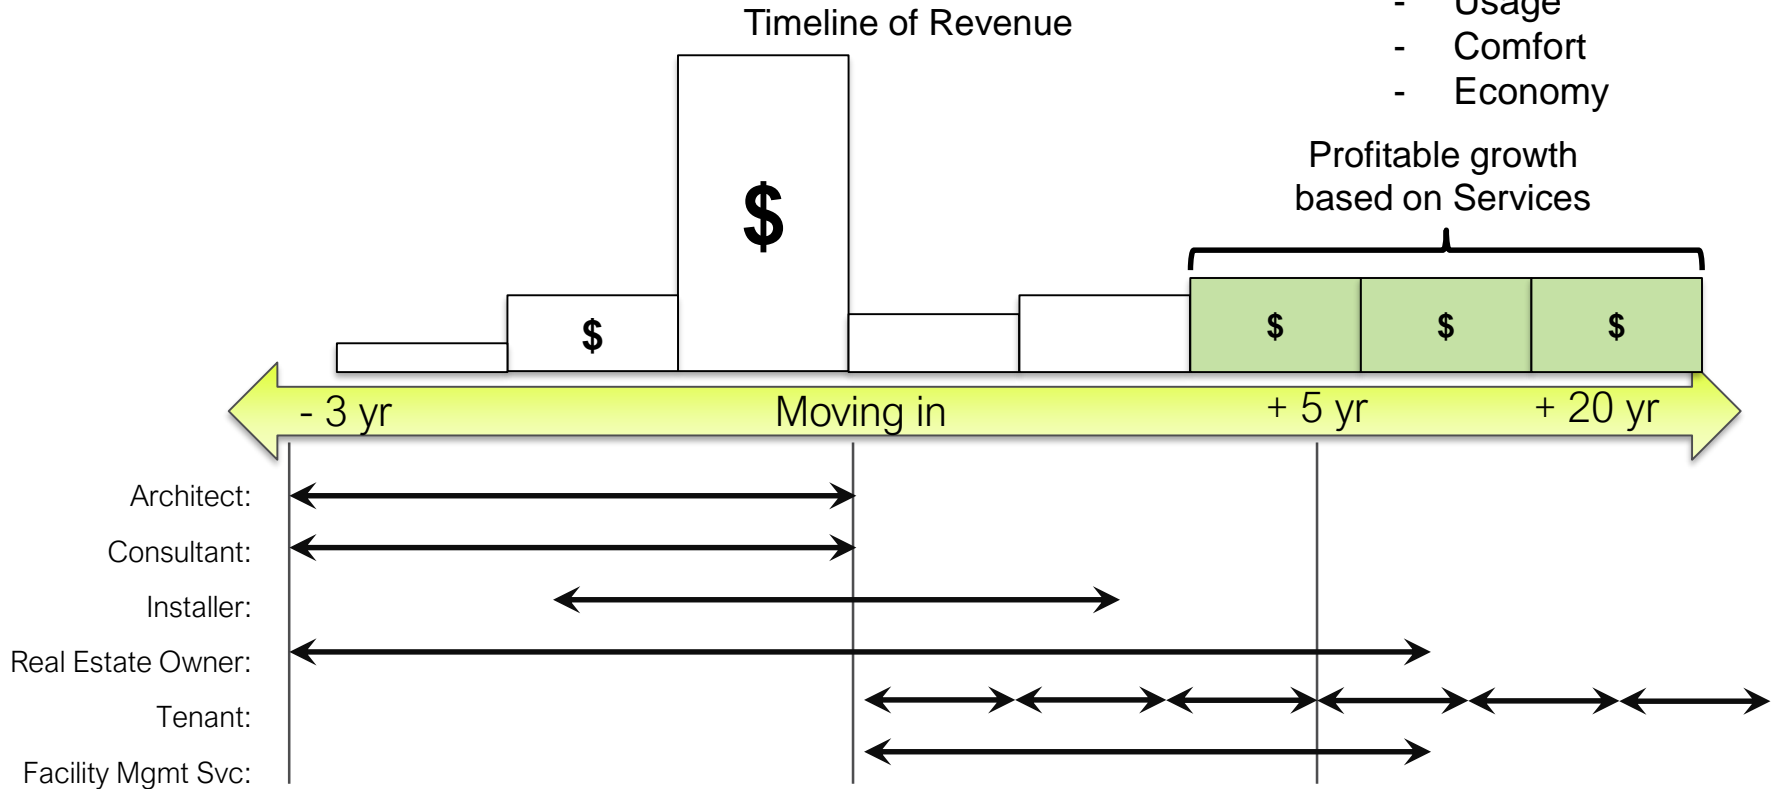 Timeline of Revenue
- Usage
- Comfort
- Economy
Profitable growth
based on Services
$
$
$
$
$
- 3 yr
Moving in
+ 5 yr
+ 20 yr
Architect:
Consultant:
Installer:
Real Estate Owner:
Tenant:
Facility Mgmt Svc: